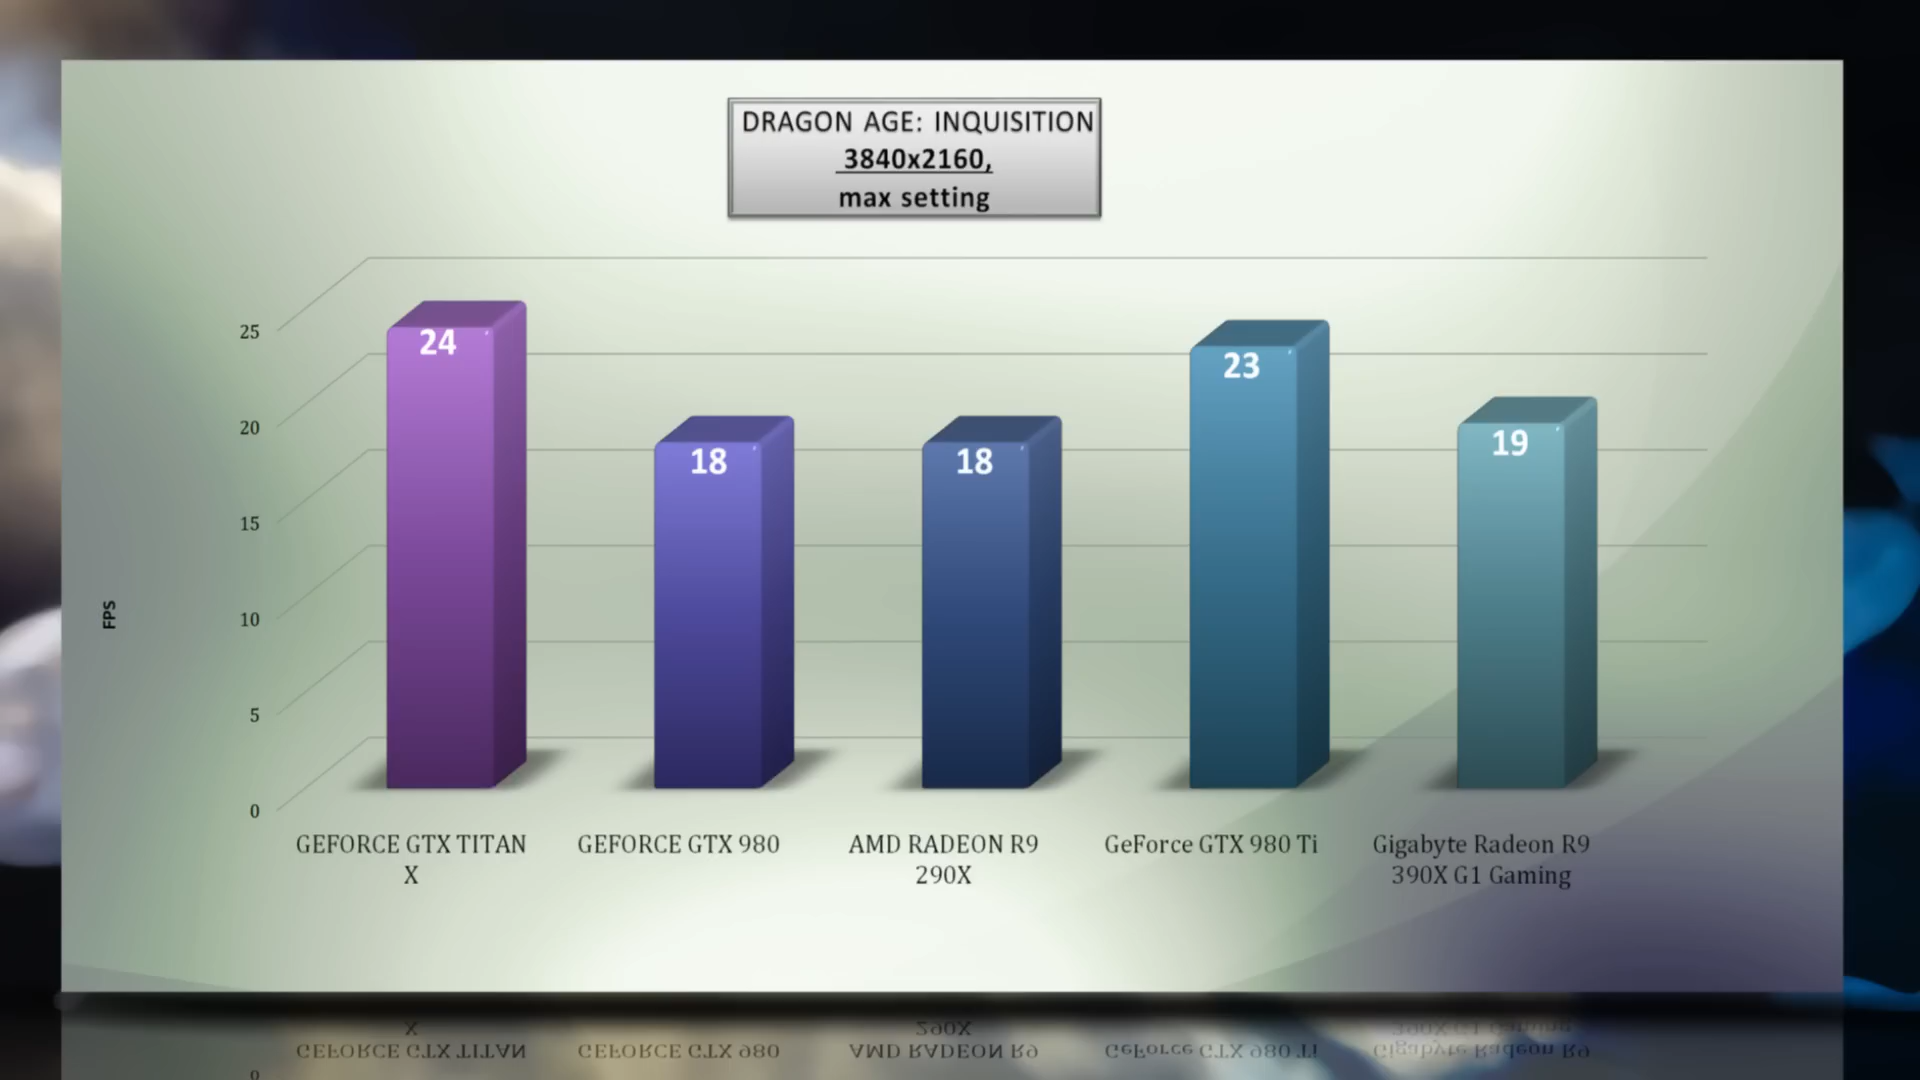 DRAGON AGE: INQUISITION
3840x2160,
max setting
25
20
15
10
5
0
FPS
24
18
18
23
19
GEFORCE GTX TITAN
X
GEFORCE GTX 980
AMD RADEON R9
290X
GeForce GTX 980 Ti
Gigabyte Radeon R9
390X G1 Gaming